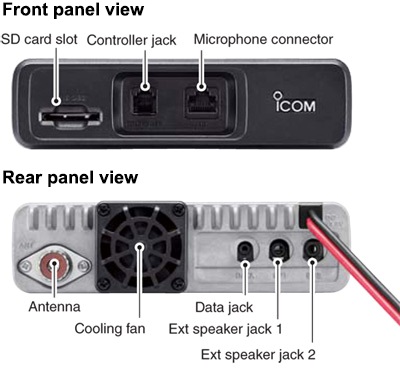 Front panel view
SD card slot Controller jack Microphone connector
ICOM
Rear panel view
ANT
Antenna
Cooling fan
Data jack
Ext speaker jack 1
Ext speaker jack 2